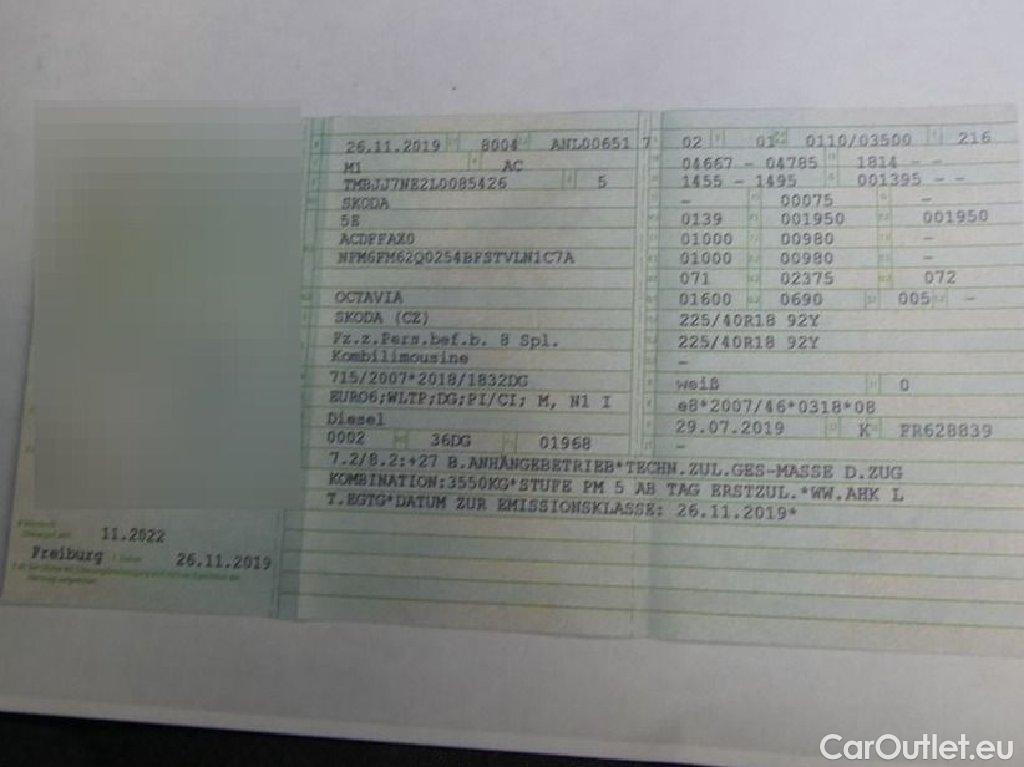 26.11.2019 8004 ANL00651 7
M1 AC
TMBJJ7NE2L0085426 5
SKODA
5E
ACDFFAX0
NFM6FM62Q0254BFSTVLN1C7A
OCTAVIA
SKODA (CZ)
Fz.z.Pers.bef.b. 8 Spl.
Kombilimousine
715/2007*2018/1832DG
EURO6;WLTP;DG;PI/CI; M, N1 I
Diesel
0002 36DG 01968
02 01 0110/03500 216
04667 - 04785 1814 - -
1455 - 1495 001395 - -
- 00075 -
0139 001950 001950
01000 00980 -
01000 00980 -
071 02375 072
01600 0690 005 -
225/40R18 92Y
225/40R18 92Y
-
weiß 0
e8*2007/46*0318*08
29.07.2019 K FR628839
-
7.2/8.2:+27 B.ANHÄNGEBETRIEB*TECHN.ZUL.GES-MASSE D.ZUG
KOMBINATION:3550KG*STUFE PM 5 AB TAG ERSTZUL.*WW.AHK L
T.EGTG*DATUM ZUR EMISSIONSKLASSE: 26.11.2019*
11.2022
Freiburg 26.11.2019
CarOutlet.eu